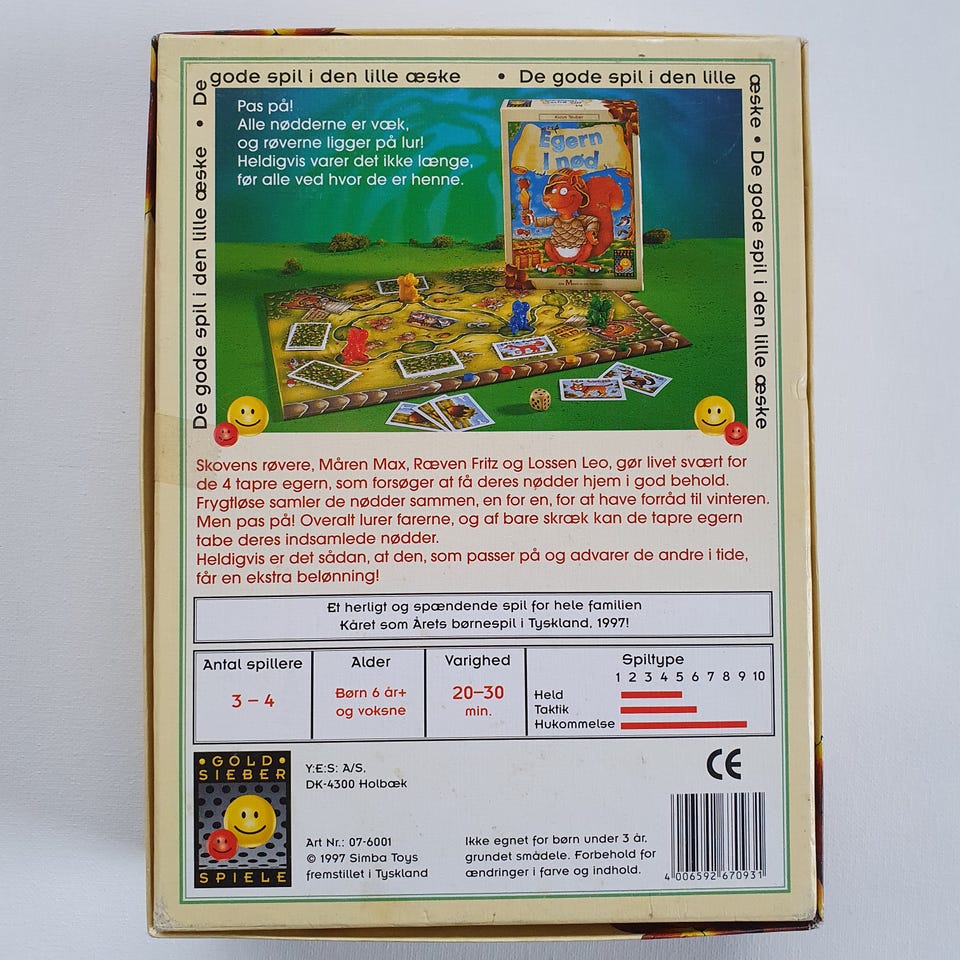 De gode spil i den lille æske • De gode spil i den lille æske • De gode spil i den lille æske • De gode spil i den lille æske •
Pas på!
Alle nødderne er væk,
og røverne ligger på lur!
Heldigvis varer det ikke længe,
før alle ved hvor de er henne.
Klaus Teuber
Egern
I nød
Skovens røvere, Måren Max, Ræven Fritz og Lossen Leo, gør livet svært for
de 4 tapre egern, som forsøger at få deres nødder hjem i god behold.
Frygtløse samler de nødder sammen, en for en, for at have forråd til vinteren.
Men pas på! Overalt lurer farerne, og af bare skræk kan de tapre egern
tabe deres indsamlede nødder.
Heldigvis er det sådan, at den, som passer på og advarer de andre i tide,
får en ekstra belønning!
Et herligt og spændende spil for hele familien
Kåret som Årets børnespil i Tyskland, 1997!
Antal spillere
3 – 4
Alder
Børn 6 år+
og voksne
Varighed
20–30
min.
Spiltype
1 2 3 4 5 6 7 8 9 10
Held
Taktik
Hukommelse
• GOLD •
SIEBER
SPIELE
Y:E:S: A/S,
DK-4300 Holbæk
Art Nr.: 07-6001
© 1997 Simba Toys
fremstillet i Tyskland
CE
Ikke egnet for børn under 3 år,
grundet smådele. Forbehold for
ændringer i farve og indhold.
4 006592 670931